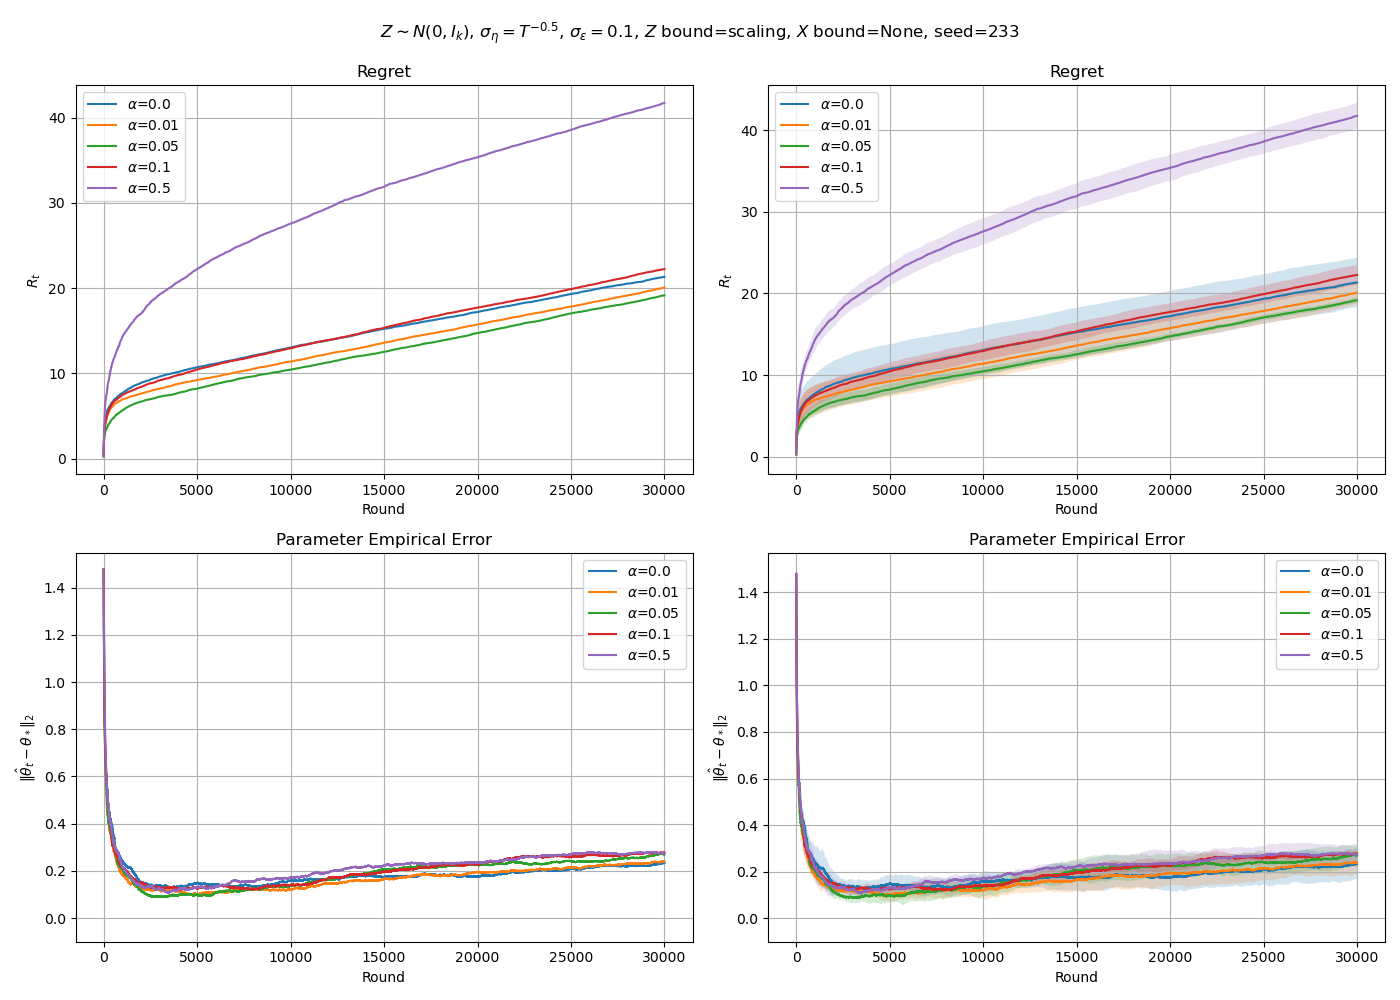 Z ∼ N(0, I_k), σ_η = T^{−0.5}, σ_ε = 0.1, Z bound=scaling, X bound=None, seed=233
Regret
R_t
40
30
20
10
0
α=0.0
α=0.01
α=0.05
α=0.1
α=0.5
0 5000 10000 15000 20000 25000 30000
Round
Regret
R_t
40
30
20
10
0
α=0.0
α=0.01
α=0.05
α=0.1
α=0.5
0 5000 10000 15000 20000 25000 30000
Round
Parameter Empirical Error
‖θ̂_t − θ_*‖_2
1.4
1.2
1.0
0.8
0.6
0.4
0.2
0.0
α=0.0
α=0.01
α=0.05
α=0.1
α=0.5
0 5000 10000 15000 20000 25000 30000
Round
Parameter Empirical Error
‖θ̂_t − θ_*‖_2
1.4
1.2
1.0
0.8
0.6
0.4
0.2
0.0
α=0.0
α=0.01
α=0.05
α=0.1
α=0.5
0 5000 10000 15000 20000 25000 30000
Round